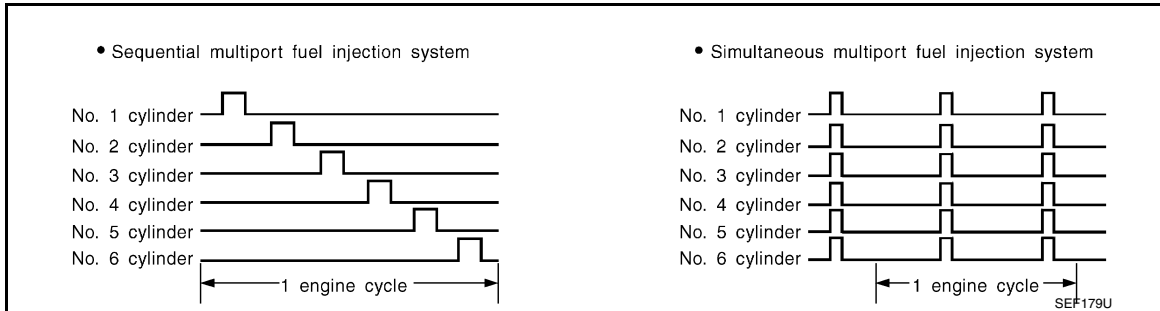 • Sequential multiport fuel injection system
No. 1 cylinder
No. 2 cylinder
No. 3 cylinder
No. 4 cylinder
No. 5 cylinder
No. 6 cylinder
1 engine cycle
• Simultaneous multiport fuel injection system
No. 1 cylinder
No. 2 cylinder
No. 3 cylinder
No. 4 cylinder
No. 5 cylinder
No. 6 cylinder
1 engine cycle
SEF179U